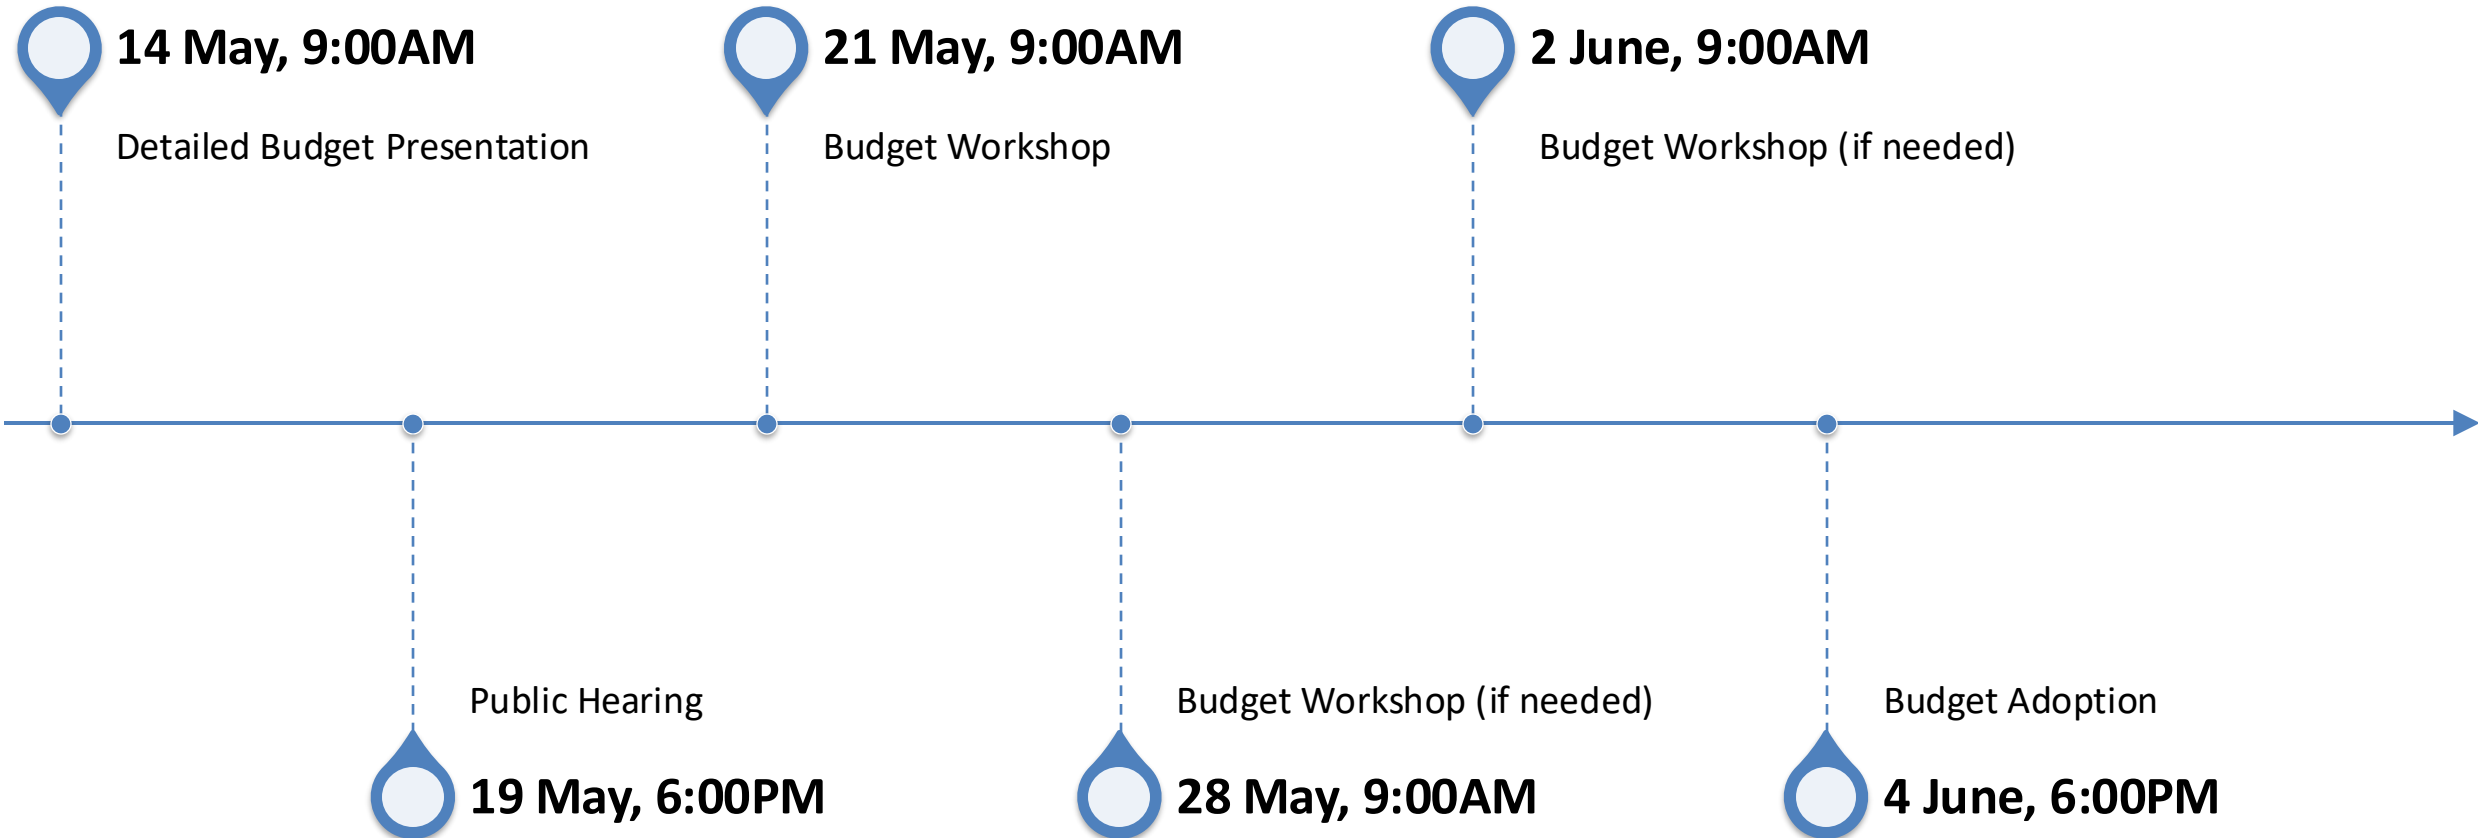 14 May, 9:00AM
Detailed Budget Presentation
21 May, 9:00AM
Budget Workshop
2 June, 9:00AM
Budget Workshop (if needed)
Public Hearing
19 May, 6:00PM
Budget Workshop (if needed)
28 May, 9:00AM
Budget Adoption
4 June, 6:00PM